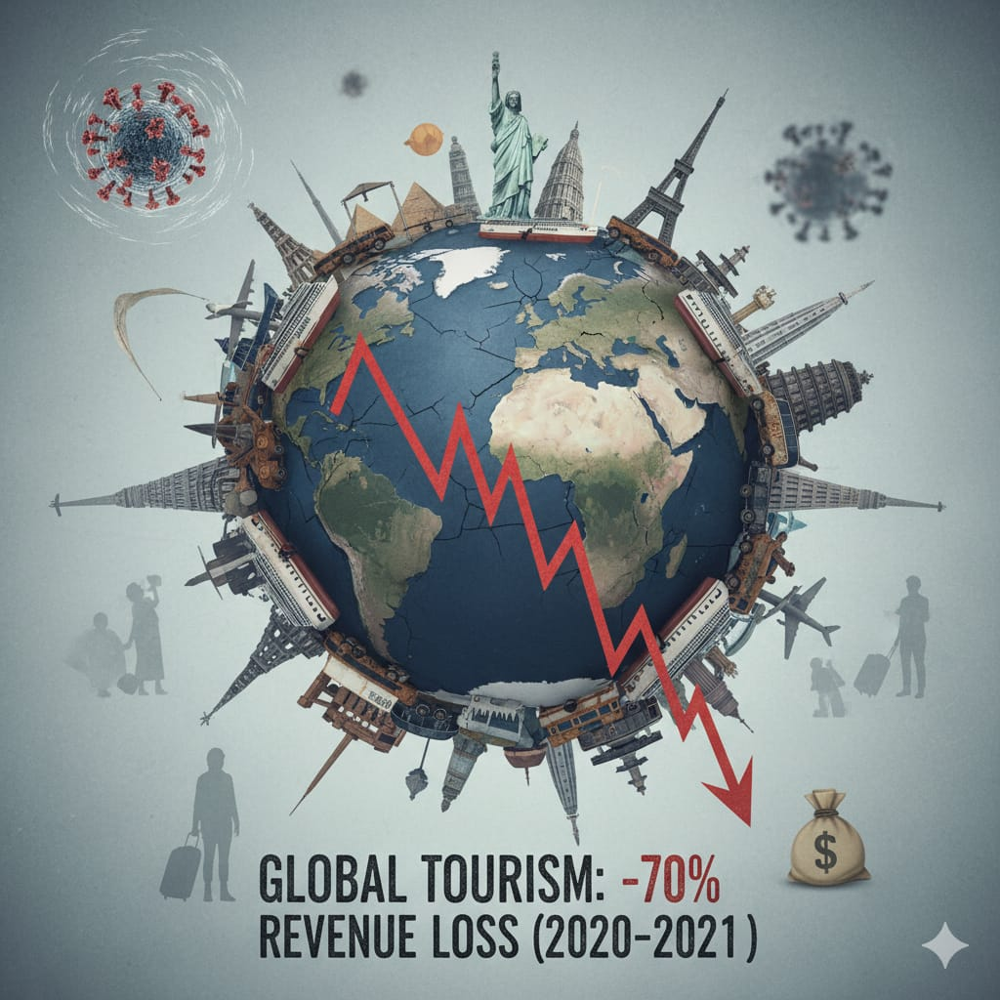 $
GLOBAL TOURISM: -70%
REVENUE LOSS (2020-2021)